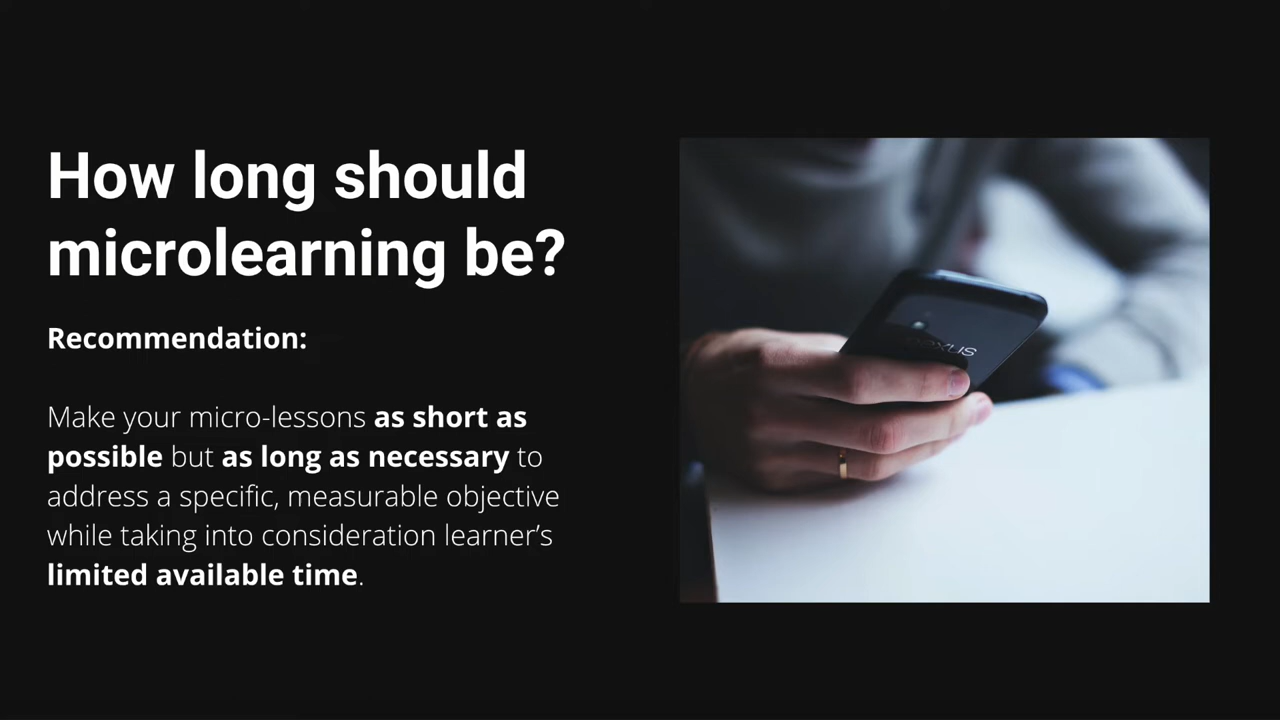 How long should
microlearning be?
Recommendation:
Make your micro-lessons as short as
possible but as long as necessary to
address a specific, measurable objective
while taking into consideration learner’s
limited available time.